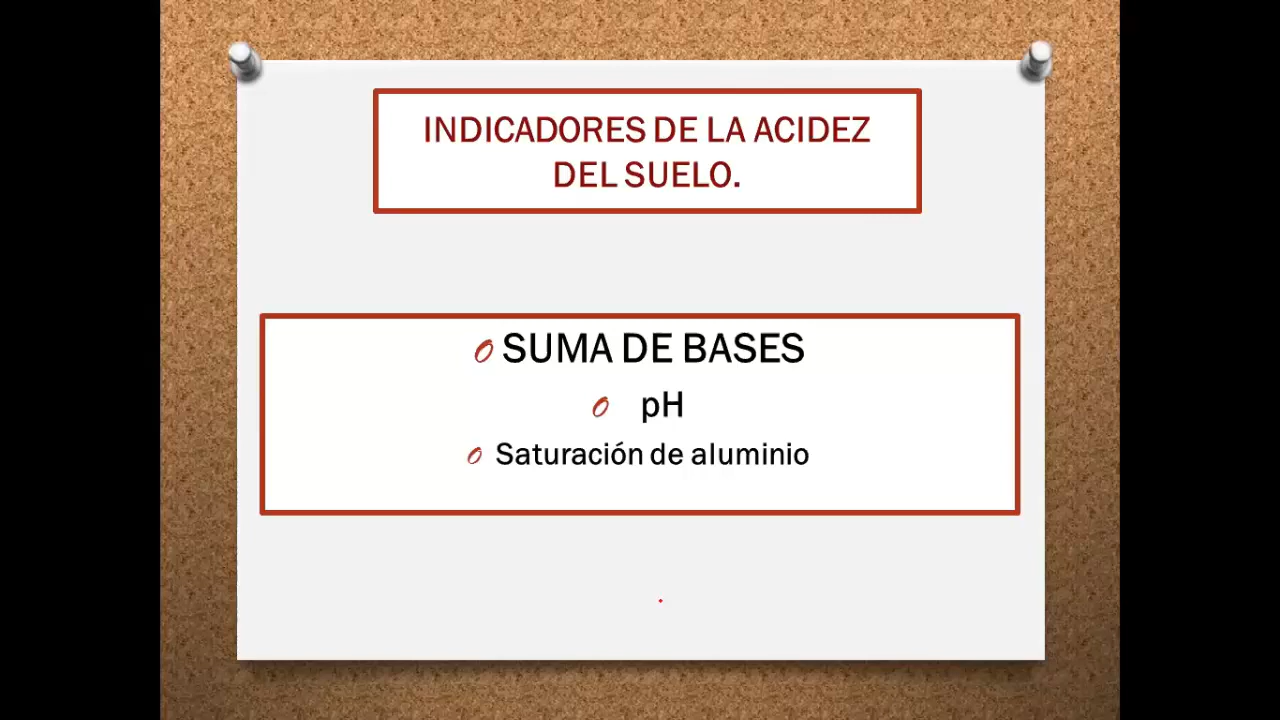 INDICADORES DE LA ACIDEZ
DEL SUELO.
SUMA DE BASES
pH
Saturación de aluminio